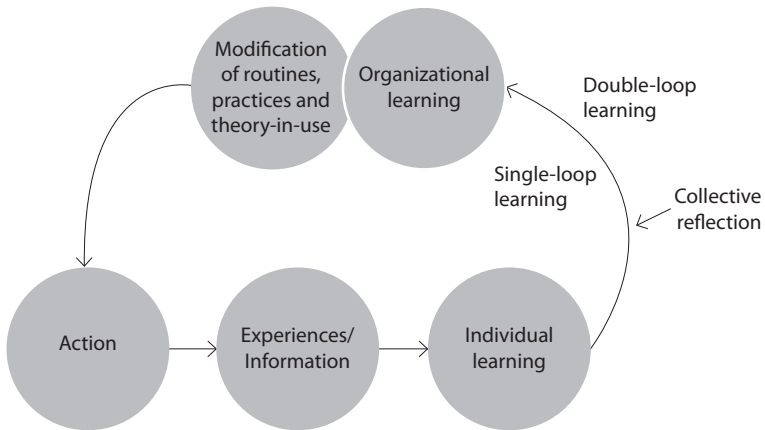 Modification
of routines,
practices and
theory-in-use
Organizational
learning
Double-loop
learning
Single-loop
learning
Collective
reflection
Action
Experiences/
Information
Individual
learning